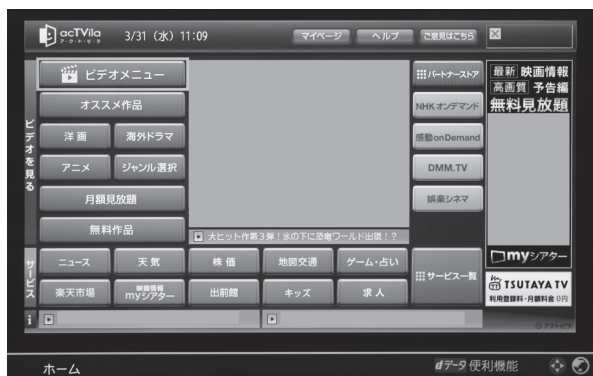 acTVila
ア・ク・ト・ビ・ラ
3/31（水）11:09
マイページ
ヘルプ
ご意見はこちら
ビデオを見る
ビデオメニュー
オススメ作品
洋画
海外ドラマ
アニメ
ジャンル選択
月額見放題
無料作品
大ヒット作第3弾！氷の下に恐竜ワールド出現！？
パートナーストア
NHKオンデマンド
感動onDemand
DMM.TV
娯楽シネマ
最新 映画情報
高画質 予告編
無料見放題
myシアター
サービス
ニュース
天気
株価
地図交通
ゲーム・占い
楽天市場
映画情報
myシアター
出前館
キッズ
求人
サービス一覧
TSUTAYA TV
利用登録料・月額料金0円
i
© アクトビラ
ホーム
dデータ 便利機能